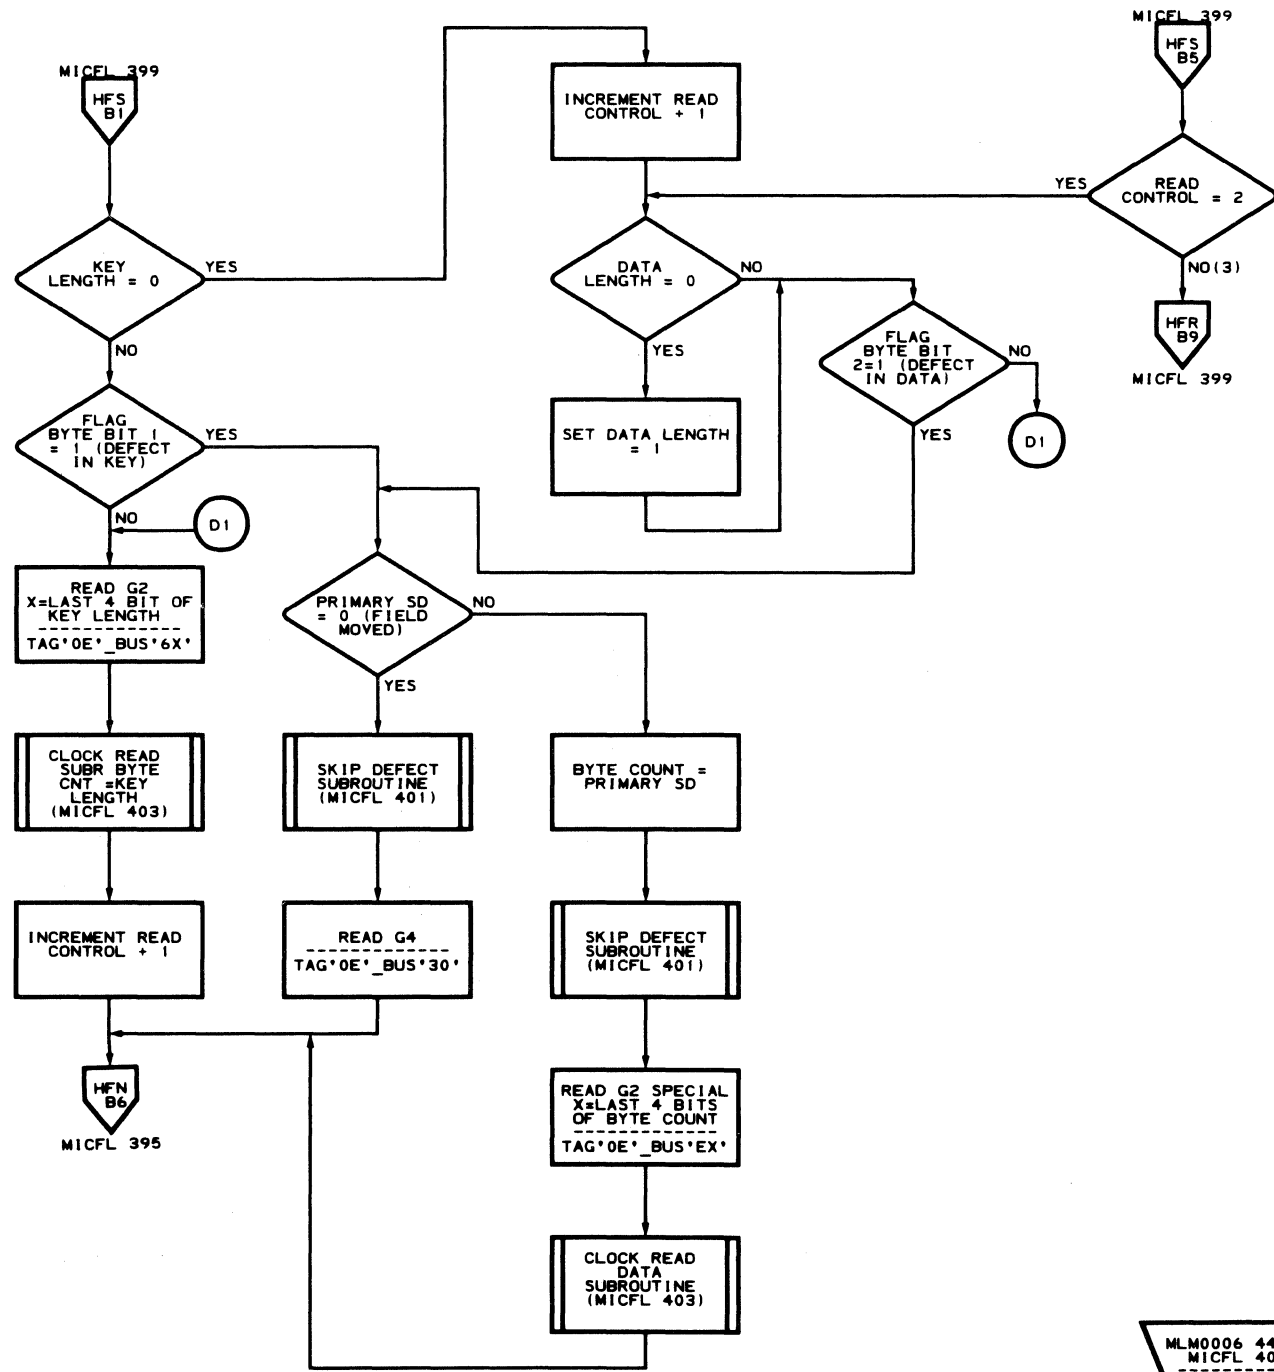 MICFL 399
HFS
B1
KEY
LENGTH = 0
YES
NO
FLAG
BYTE BIT 1
= 1 (DEFECT
IN KEY)
YES
NO
D1
READ G2
X=LAST 4 BIT OF
KEY LENGTH
---------------
TAG'0E'_BUS'6X'
CLOCK READ
SUBR BYTE
CNT =KEY
LENGTH
(MICFL 403)
INCREMENT READ
CONTROL + 1
HFN
B6
MICFL 395
INCREMENT READ
CONTROL + 1
DATA
LENGTH = 0
NO
YES
SET DATA LENGTH
= 1
FLAG
BYTE BIT
2=1 (DEFECT
IN DATA)
NO
YES
D1
MICFL 399
HFS
B5
READ
CONTROL = 2
YES
NO(3)
HFR
B9
MICFL 399
PRIMARY SD
= 0 (FIELD
MOVED)
NO
YES
SKIP DEFECT
SUBROUTINE
(MICFL 401)
READ G4
---------------
TAG'0E'_BUS'30'
BYTE COUNT =
PRIMARY SD
SKIP DEFECT
SUBROUTINE
(MICFL 401)
READ G2 SPECIAL
X=LAST 4 BITS
OF BYTE COUNT
---------------
TAG'0E'_BUS'EX'
CLOCK READ
DATA
SUBROUTINE
(MICFL 403)
MLM0006 44
MICFL 40